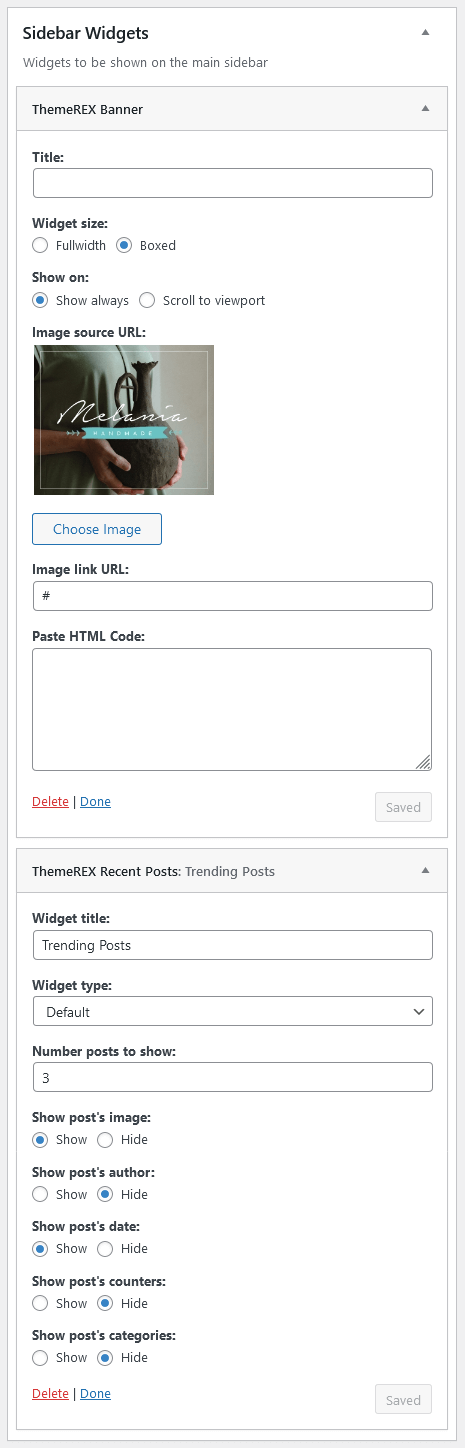 Sidebar Widgets
Widgets to be shown on the main sidebar
ThemeREX Banner
Title:
Widget size:
Fullwidth Boxed
Show on:
Show always Scroll to viewport
Image source URL:
Melania
HANDMADE
Choose Image
Image link URL:
#
Paste HTML Code:
Delete | Done Saved
ThemeREX Recent Posts: Trending Posts
Widget title:
Trending Posts
Widget type:
Default
Number posts to show:
3
Show post's image:
Show Hide
Show post's author:
Show Hide
Show post's date:
Show Hide
Show post's counters:
Show Hide
Show post's categories:
Show Hide
Delete | Done Saved